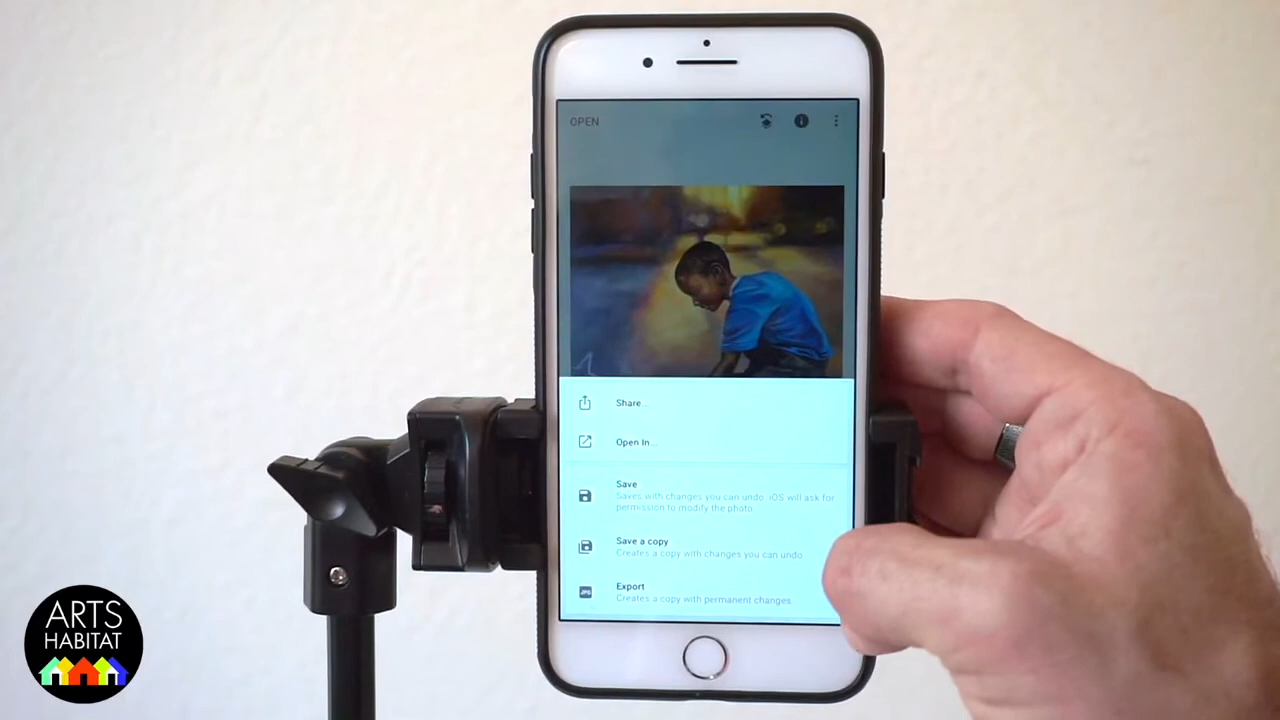 OPEN
Share...
Open In...
Save
Saves with changes you can undo. iOS will ask for
permission to modify the photo.
Save a copy
Creates a copy with changes you can undo.
JPG
Export
Creates a copy with permanent changes.
ARTS
HABITAT